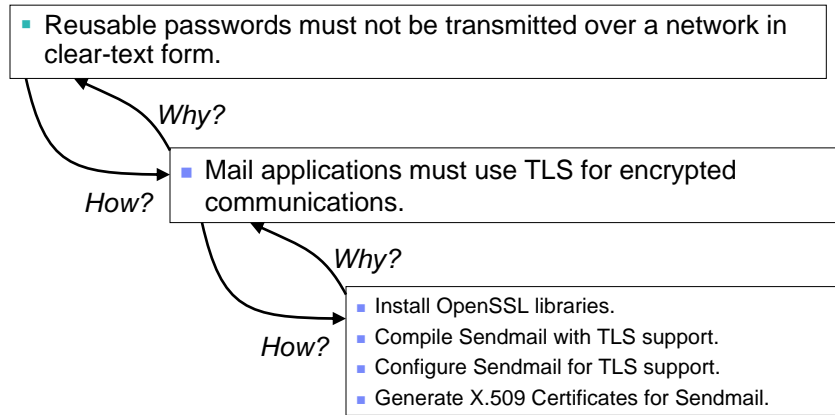 Reusable passwords must not be transmitted over a network in
clear-text form.
Why?
How?
Mail applications must use TLS for encrypted
communications.
Why?
How?
Install OpenSSL libraries.
Compile Sendmail with TLS support.
Configure Sendmail for TLS support.
Generate X.509 Certificates for Sendmail.